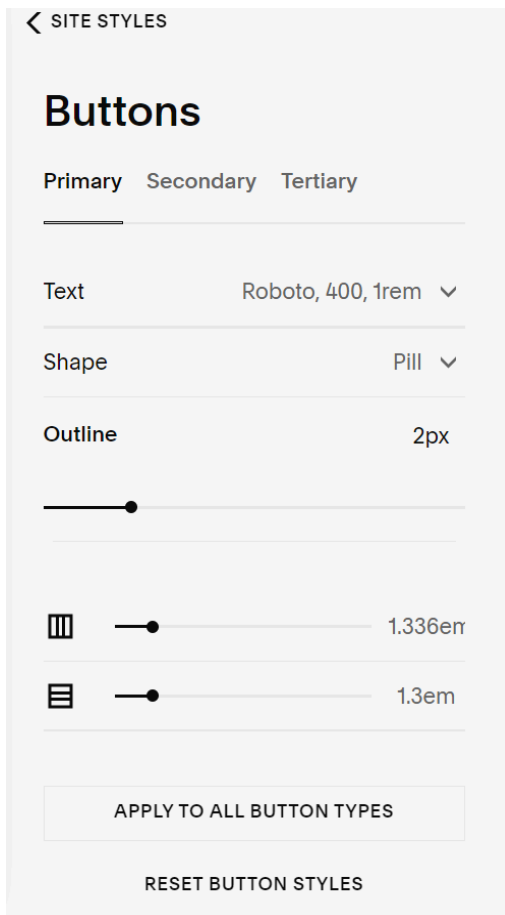 SITE STYLES
Buttons
Primary Secondary Tertiary
Text Roboto, 400, 1rem
Shape Pill
Outline 2px
1.336em
1.3em
APPLY TO ALL BUTTON TYPES
RESET BUTTON STYLES